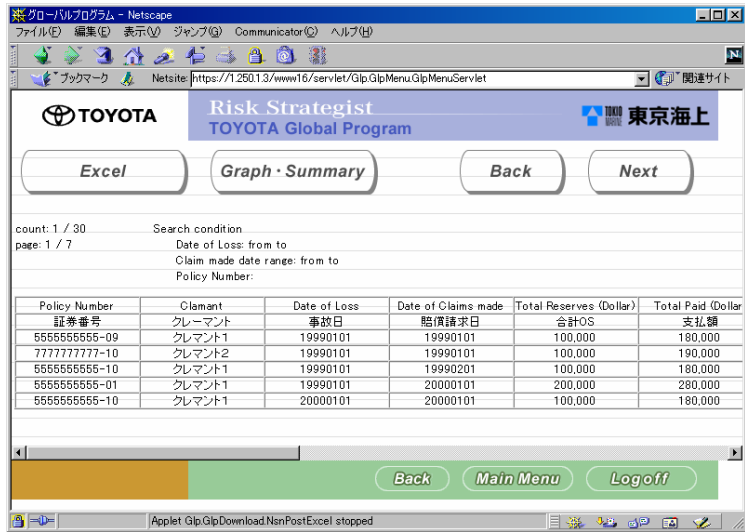 グローバルプログラム - Netscape
ファイル(F) 編集(E) 表示(V) ジャンプ(G) Communicator(C) ヘルプ(H)
N
ブックマーク Netsite: https://1.250.1.3/www16/servlet/Glp.GlpMenu.GlpMenuServlet 関連サイト
TOYOTA Risk Strategist TOKIO MARINE 東京海上
TOYOTA Global Program
Excel Graph・Summary Back Next
count: 1 / 30 Search condition
page: 1 / 7 Date of Loss: from to
Claim made date range: from to
Policy Number:
Policy Number Clamant Date of Loss Date of Claims made Total Reserves (Dollar) Total Paid (Dollar
証券番号 クレーマント 事故日 賠償請求日 合計OS 支払額
5555555555-09 クレマント1 19990101 19990101 100,000 180,000
7777777777-10 クレマント2 19990101 19990101 100,000 190,000
5555555555-10 クレマント1 19990101 19990201 100,000 180,000
5555555555-01 クレマント1 19990101 20000101 200,000 280,000
5555555555-10 クレマント1 20000101 20000101 100,000 180,000
Back Main Menu Logoff
Applet Glp.GlpDownload.NsnPostExcel stopped